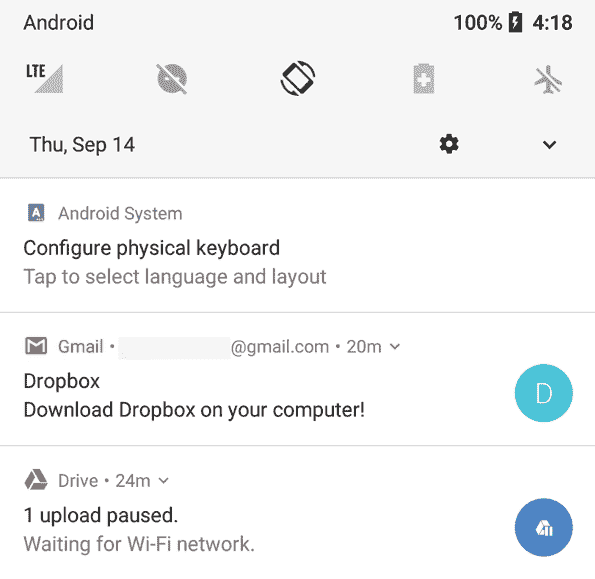 Android 100% 4:18
LTE
Thu, Sep 14
A Android System
Configure physical keyboard
Tap to select language and layout
Gmail • @gmail.com • 20m
Dropbox
Download Dropbox on your computer!
D
Drive • 24m
1 upload paused.
Waiting for Wi-Fi network.